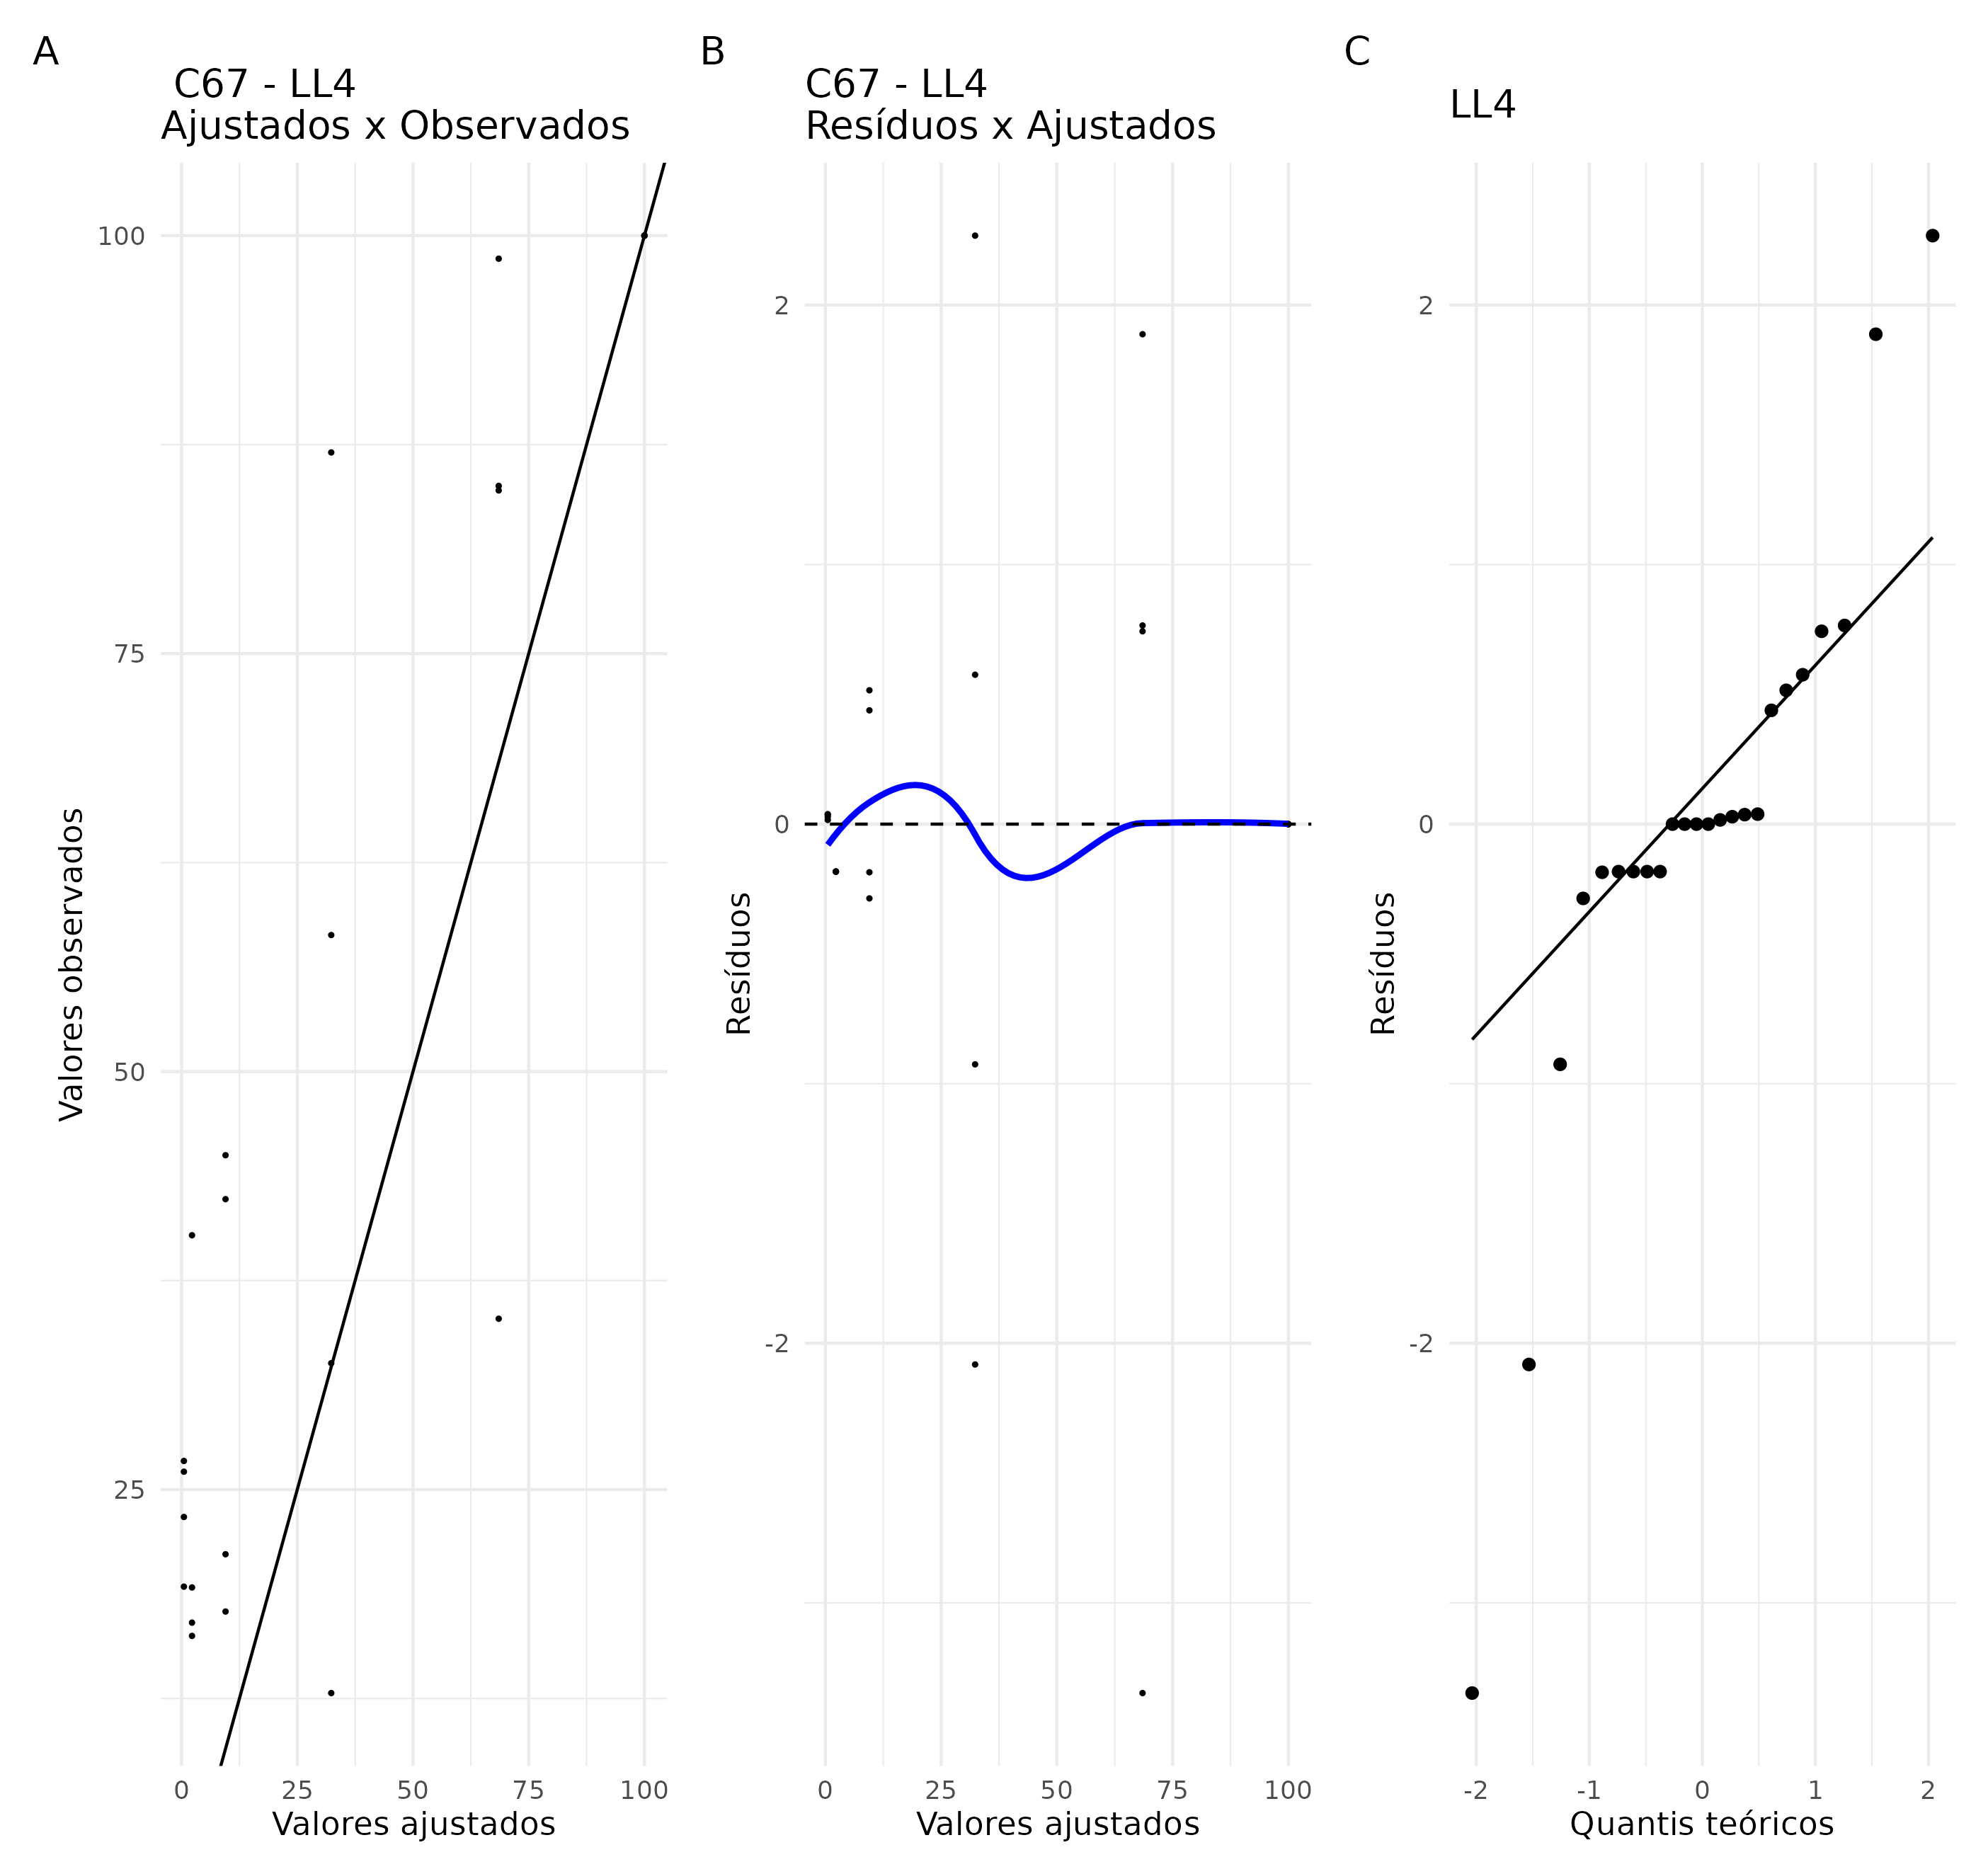 A
C67 - LL4
Ajustados x Observados
100
75
50
25
Valores observados
0 25 50 75 100
Valores ajustados
B
C67 - LL4
Resíduos x Ajustados
2
0
-2
Resíduos
0 25 50 75 100
Valores ajustados
C
LL4
2
0
-2
Resíduos
-2 -1 0 1 2
Quantis teóricos